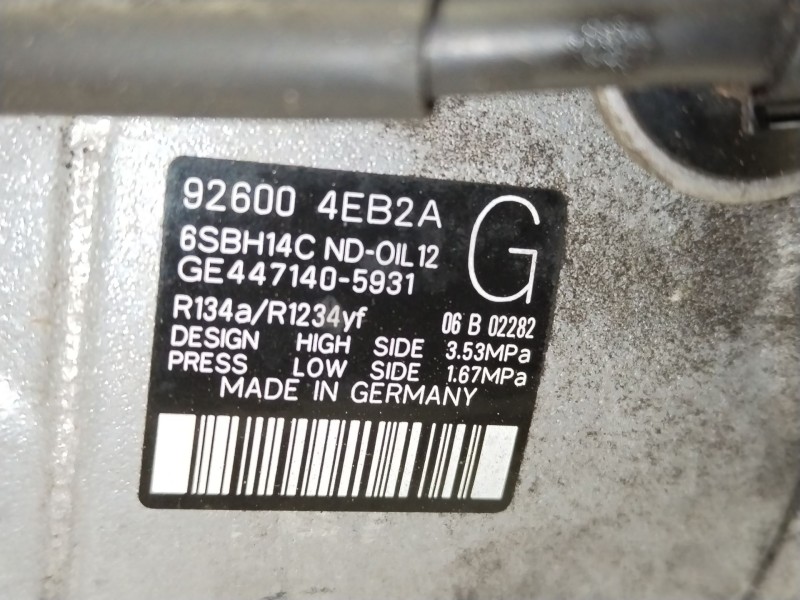 92600 4EB2A
G
6SBH14C ND-OIL12
GE447140-5931
R134a/R1234yf 06 B 02282
DESIGN HIGH SIDE 3.53MPa
PRESS LOW SIDE 1.67MPa
MADE IN GERMANY